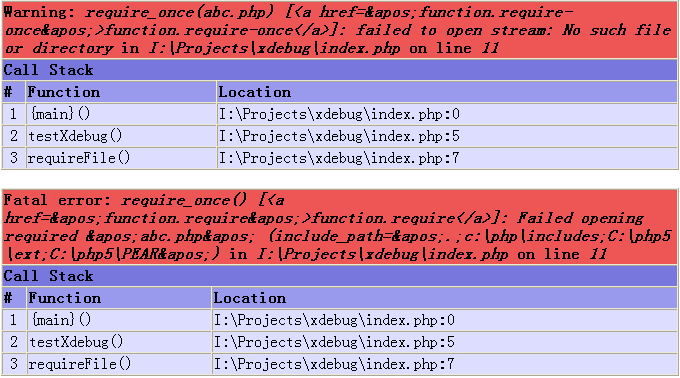 Warning: require_once(abc.php) [<a href=&apos;function.require-
once&apos;>function.require-once</a>]: failed to open stream: No such file
or directory in I:\Projects\xdebug\index.php on line 11
Call Stack
# Function Location
1 {main}() I:\Projects\xdebug\index.php:0
2 testXdebug() I:\Projects\xdebug\index.php:5
3 requireFile() I:\Projects\xdebug\index.php:7
Fatal error: require_once() [<a
href=&apos;function.require&apos;>function.require</a>]: Failed opening
required &apos;abc.php&apos; (include_path=&apos;.;c:\php\includes;C:\php5
\ext;C:\php5\PEAR&apos;) in I:\Projects\xdebug\index.php on line 11
Call Stack
# Function Location
1 {main}() I:\Projects\xdebug\index.php:0
2 testXdebug() I:\Projects\xdebug\index.php:5
3 requireFile() I:\Projects\xdebug\index.php:7